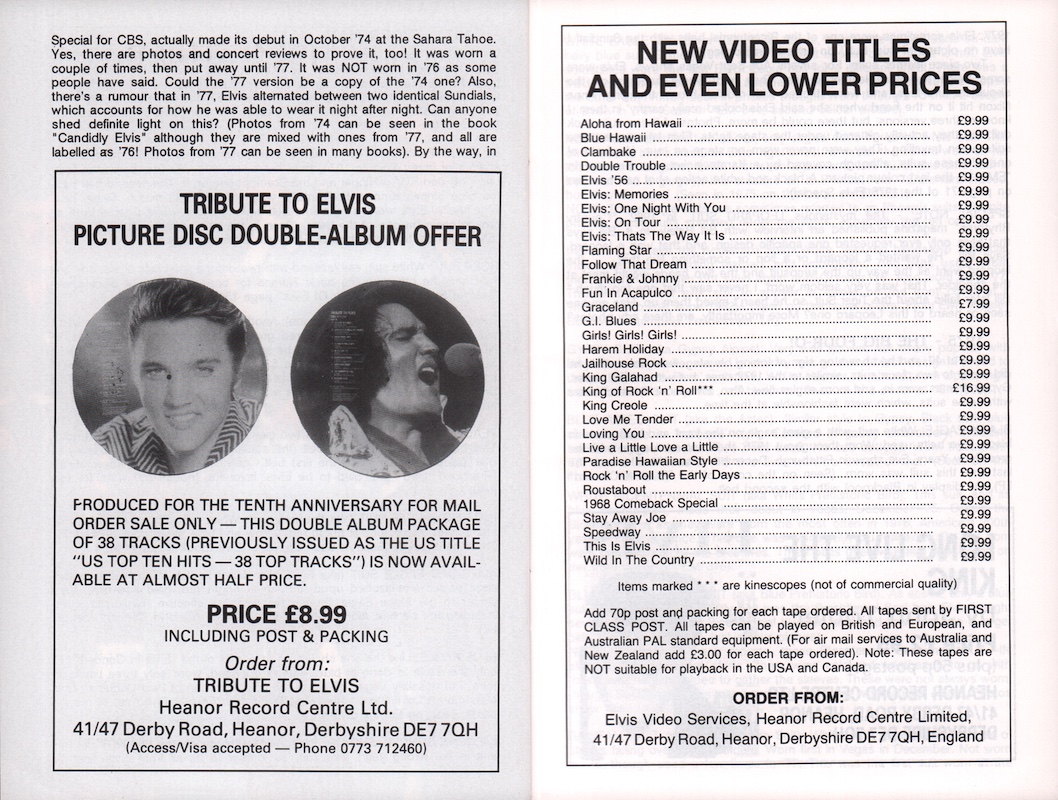 Special for CBS, actually made its debut in October '74 at the Sahara Tahoe.
Yes, there are photos and concert reviews to prove it, too! It was worn a
couple of times, then put away until '77. It was NOT worn in '76 as some
people have said. Could the '77 version be a copy of the '74 one? Also,
there's a rumour that in '77, Elvis alternated between two identical Sundials,
which accounts for how he was able to wear it night after night. Can anyone
shed definite light on this? (Photos from '74 can be seen in the book
"Candidly Elvis" although they are mixed with ones from '77, and all are
labelled as '76! Photos from '77 can be seen in many books). By the way, in
TRIBUTE TO ELVIS
PICTURE DISC DOUBLE-ALBUM OFFER
PRODUCED FOR THE TENTH ANNIVERSARY FOR MAIL
ORDER SALE ONLY — THIS DOUBLE ALBUM PACKAGE
OF 38 TRACKS (PREVIOUSLY ISSUED AS THE US TITLE
"US TOP TEN HITS — 38 TOP TRACKS") IS NOW AVAIL-
ABLE AT ALMOST HALF PRICE.
PRICE £8.99
INCLUDING POST & PACKING
Order from:
TRIBUTE TO ELVIS
Heanor Record Centre Ltd.
41/47 Derby Road, Heanor, Derbyshire DE7 7QH
(Access/Visa accepted — Phone 0773 712460)
NEW VIDEO TITLES
AND EVEN LOWER PRICES
Aloha from Hawaii £9.99
Blue Hawaii £9.99
Clambake £9.99
Double Trouble £9.99
Elvis '56 £9.99
Elvis: Memories £9.99
Elvis: One Night With You £9.99
Elvis: On Tour £9.99
Elvis: Thats The Way It Is £9.99
Flaming Star £9.99
Follow That Dream £9.99
Frankie & Johnny £9.99
Fun In Acapulco £9.99
Graceland £7.99
G.I. Blues £9.99
Girls! Girls! Girls! £9.99
Harem Holiday £9.99
Jailhouse Rock £9.99
King Galahad £9.99
King of Rock 'n' Roll*** £16.99
King Creole £9.99
Love Me Tender £9.99
Loving You £9.99
Live a Little Love a Little £9.99
Paradise Hawaiian Style £9.99
Rock 'n' Roll the Early Days £9.99
Roustabout £9.99
1968 Comeback Special £9.99
Stay Away Joe £9.99
Speedway £9.99
This Is Elvis £9.99
Wild In The Country £9.99
Items marked * * * are kinescopes (not of commercial quality)
Add 70p post and packing for each tape ordered. All tapes sent by FIRST
CLASS POST. All tapes can be played on British and European, and
Australian PAL standard equipment. (For air mail services to Australia and
New Zealand add £3.00 for each tape ordered). Note: These tapes are
NOT suitable for playback in the USA and Canada.
ORDER FROM:
Elvis Video Services, Heanor Record Centre Limited,
41/47 Derby Road, Heanor, Derbyshire DE7 7QH, England